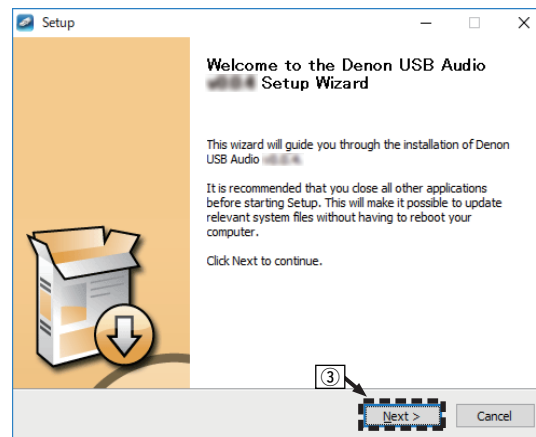 Setup
Welcome to the Denon USB Audio
Setup Wizard
This wizard will guide you through the installation of Denon
USB Audio
It is recommended that you close all other applications
before starting Setup. This will make it possible to update
relevant system files without having to reboot your
computer.
Click Next to continue.
③
Next >
Cancel